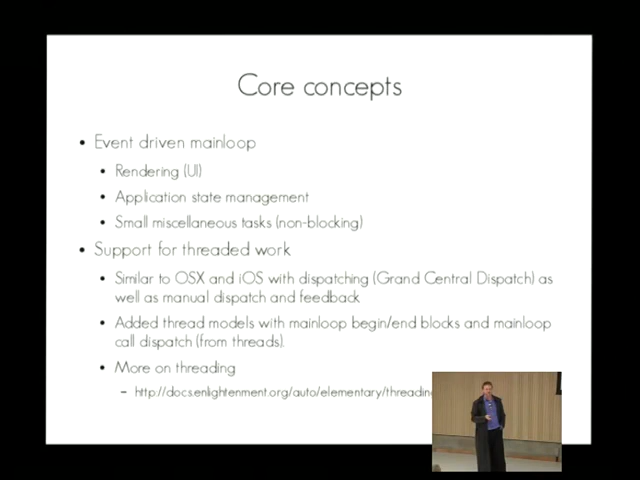 Core concepts
• Event driven mainloop
• Rendering (UI)
• Application state management
• Small miscellaneous tasks (non-blocking)
• Support for threaded work
• Similar to OSX and iOS with dispatching (Grand Central Dispatch) as
well as manual dispatch and feedback
• Added thread models with mainloop begin/end blocks and mainloop
call dispatch (from threads).
• More on threading
– http://docs.enlightenment.org/auto/elementary/threading